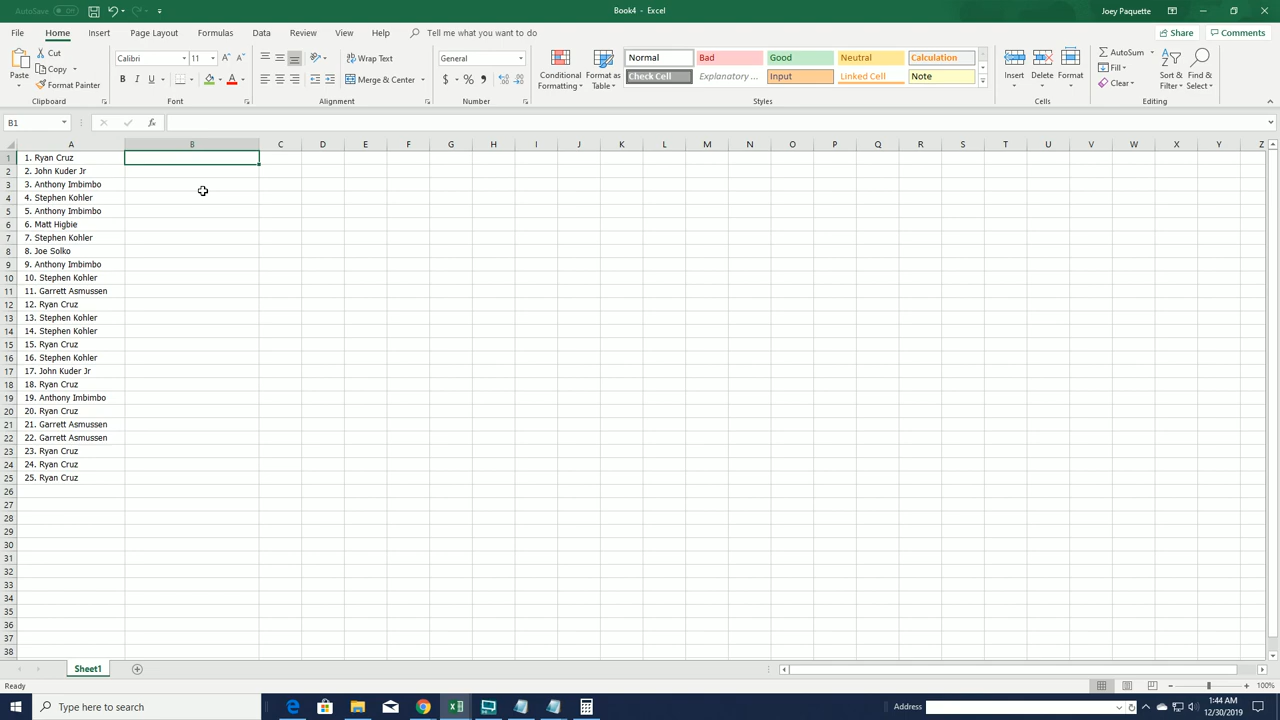 AutoSave Off Book4 - Excel Joey Paquette
File Home Insert Page Layout Formulas Data Review View Help Tell me what you want to do Share Comments
Paste Cut Copy Format Painter Clipboard
Calibri 11 B I U A Font
Wrap Text Merge & Center Alignment
General $ % Number
Conditional Formatting Format as Table
Normal Bad Good Neutral Calculation
Check Cell Explanatory ... Input Linked Cell Note
Styles
Insert Delete Format Cells
AutoSum Fill Clear Sort & Filter Find & Select Editing
B1 fx
A B C D E F G H I J K L M N O P Q R S T U V W X Y Z
1 1. Ryan Cruz
2 2. John Kuder Jr
3 3. Anthony Imbimbo
4 4. Stephen Kohler
5 5. Anthony Imbimbo
6 6. Matt Higbie
7 7. Stephen Kohler
8 8. Joe Solko
9 9. Anthony Imbimbo
10 10. Stephen Kohler
11 11. Garrett Asmussen
12 12. Ryan Cruz
13 13. Stephen Kohler
14 14. Stephen Kohler
15 15. Ryan Cruz
16 16. Stephen Kohler
17 17. John Kuder Jr
18 18. Ryan Cruz
19 19. Anthony Imbimbo
20 20. Ryan Cruz
21 21. Garrett Asmussen
22 22. Garrett Asmussen
23 23. Ryan Cruz
24 24. Ryan Cruz
25 25. Ryan Cruz
26
27
28
29
30
31
32
33
34
35
36
37
38
Sheet1
Ready 100%
Type here to search Address 1:44 AM
12/30/2019